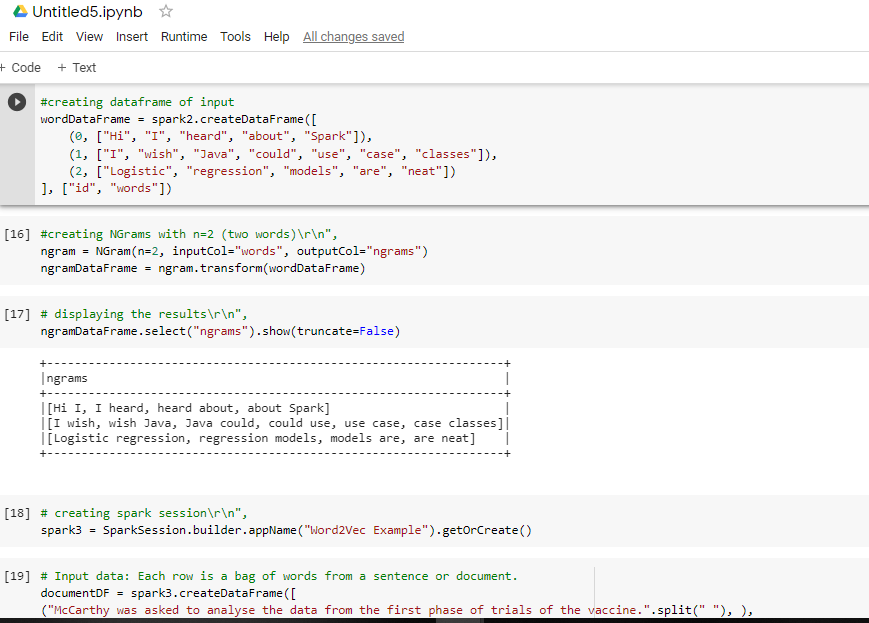 Untitled5.ipynb
File Edit View Insert Runtime Tools Help All changes saved
+ Code + Text
#creating dataframe of input
wordDataFrame = spark2.createDataFrame([
    (0, ["Hi", "I", "heard", "about", "Spark"]),
    (1, ["I", "wish", "Java", "could", "use", "case", "classes"]),
    (2, ["Logistic", "regression", "models", "are", "neat"])
], ["id", "words"])
[16] #creating NGrams with n=2 (two words)\r\n",
ngram = NGram(n=2, inputCol="words", outputCol="ngrams")
ngramDataFrame = ngram.transform(wordDataFrame)
[17] # displaying the results\r\n",
ngramDataFrame.select("ngrams").show(truncate=False)
+------------------------------------------------------------------+
|ngrams                                                            |
+------------------------------------------------------------------+
|[Hi I, I heard, heard about, about Spark]                         |
|[I wish, wish Java, Java could, could use, use case, case classes]|
|[Logistic regression, regression models, models are, are neat]    |
+------------------------------------------------------------------+
[18] # creating spark session\r\n",
spark3 = SparkSession.builder.appName("Word2Vec Example").getOrCreate()
[19] # Input data: Each row is a bag of words from a sentence or document.
documentDF = spark3.createDataFrame([
("McCarthy was asked to analyse the data from the first phase of trials of the vaccine.".split(" "), ),